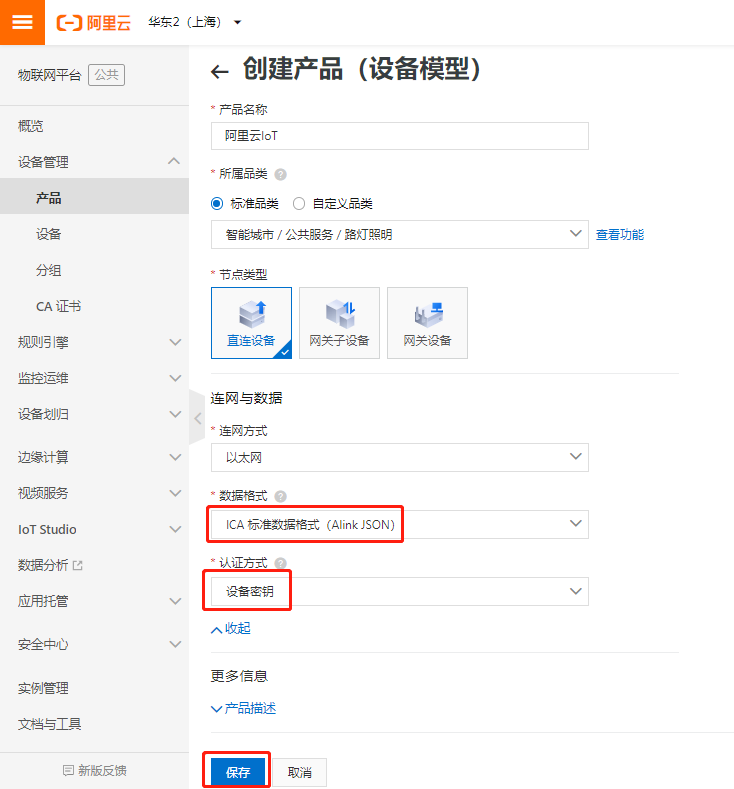 阿里云
华东2（上海）
物联网平台 公共
概览
设备管理
产品
设备
分组
CA 证书
规则引擎
监控运维
设备划归
边缘计算
视频服务
IoT Studio
数据分析
应用托管
安全中心
实例管理
文档与工具
新版反馈
← 创建产品（设备模型）
* 产品名称
阿里云IoT
* 所属品类 ?
标准品类 自定义品类
智能城市 / 公共服务 / 路灯照明 查看功能
* 节点类型
直连设备 网关子设备 网关设备
连网与数据
* 连网方式
以太网
* 数据格式 ?
ICA 标准数据格式（Alink JSON）
* 认证方式 ?
设备密钥
收起
更多信息
产品描述
保存 取消